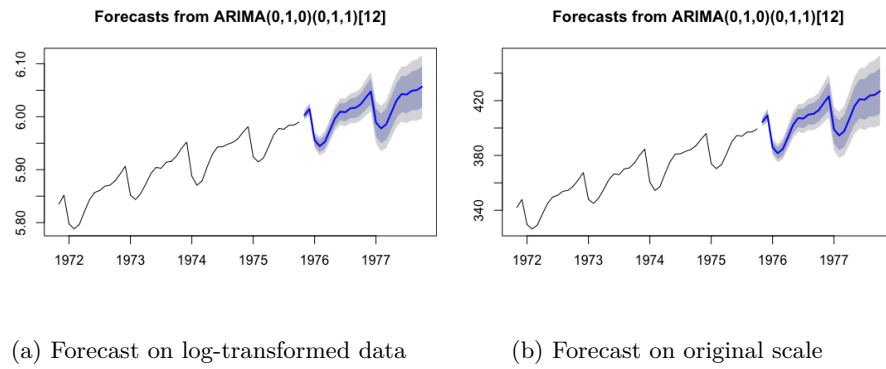 Forecasts from ARIMA(0,1,0)(0,1,1)[12]
6.10
6.00
5.90
5.80
1972 1973 1974 1975 1976 1977
(a) Forecast on log-transformed data
Forecasts from ARIMA(0,1,0)(0,1,1)[12]
420
380
340
1972 1973 1974 1975 1976 1977
(b) Forecast on original scale